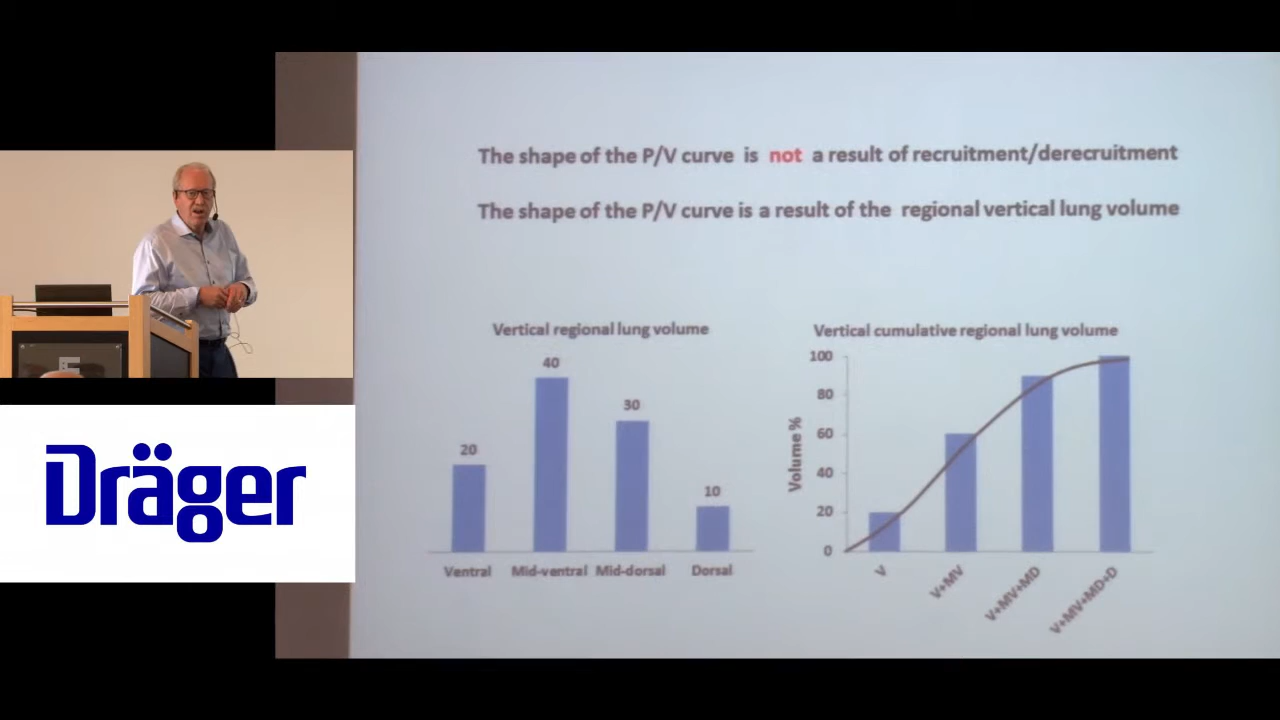 The shape of the P/V curve is not a result of recruitment/derecruitment
The shape of the P/V curve is a result of the regional vertical lung volume
Vertical regional lung volume
40
30
20
10
Ventral Mid-ventral Mid-dorsal Dorsal
Vertical cumulative regional lung volume
Volume %
100
80
60
40
20
0
V
V+MV
V+MV+MD
V+MV+MD+D
Dräger